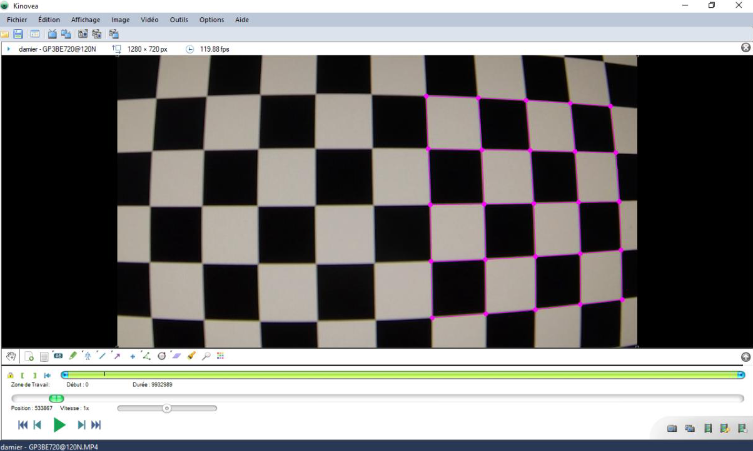 Kinovea
Fichier Édition Affichage Image Vidéo Outils Options Aide
damier - GP3BE720@120N 1280 × 720 px 119.88 fps
Zone de Travail: Début : 0 Durée : 9932989
Position : 533867 Vitesse : 1x
damier - GP3BE720@120N.MP4